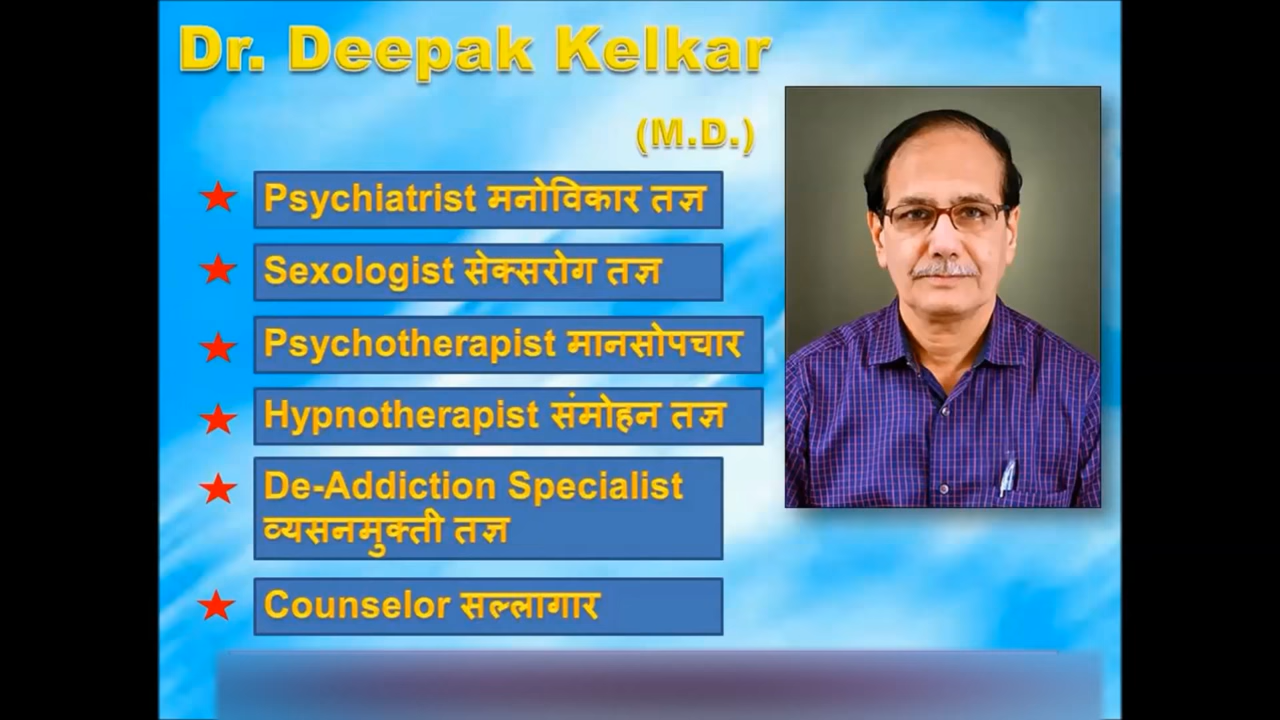 Dr. Deepak Kelkar
(M.D.)
Psychiatrist मनोविकार तज्ञ
Sexologist सेक्सरोग तज्ञ
Psychotherapist मानसोपचार
Hypnotherapist संमोहन तज्ञ
De-Addiction Specialist
व्यसनमुक्ती तज्ञ
Counselor सल्लागार